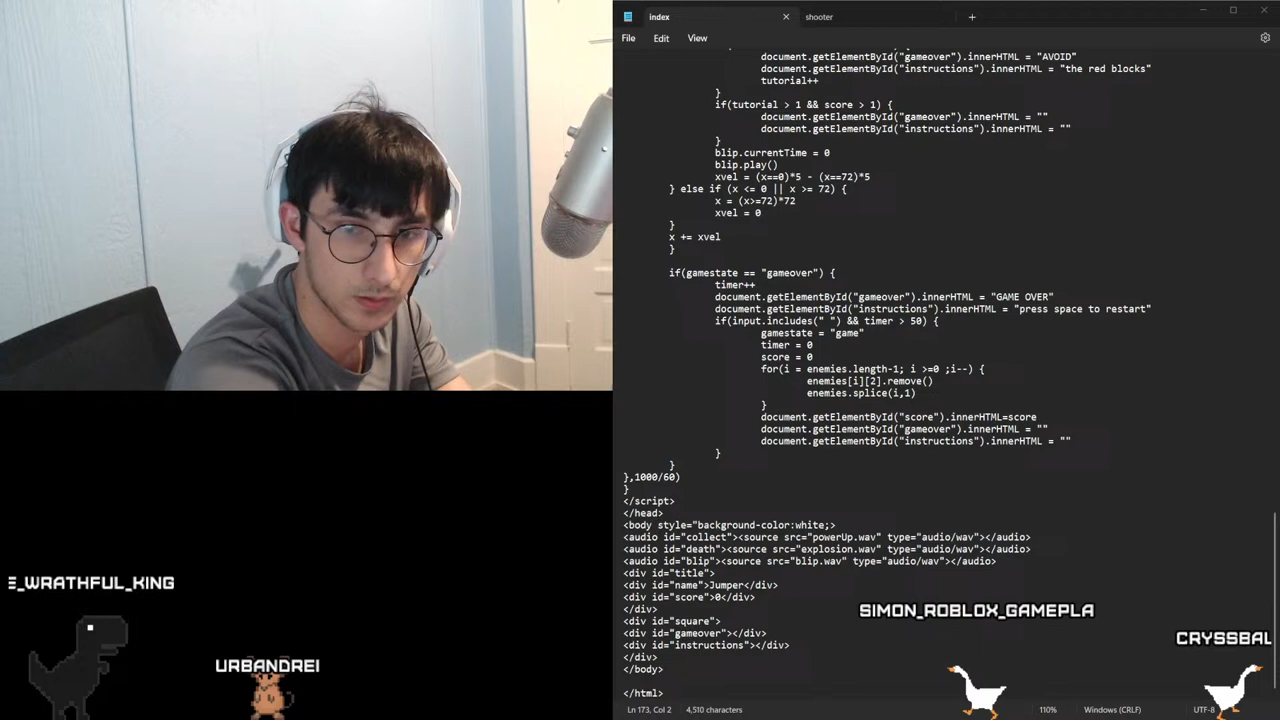 index
shooter
File
Edit
View
document.getElementById("gameover").innerHTML = "AVOID"
document.getElementById("instructions").innerHTML = "the red blocks"
tutorial++
}
if(tutorial > 1 && score > 1) {
document.getElementById("gameover").innerHTML = ""
document.getElementById("instructions").innerHTML = ""
}
blip.currentTime = 0
blip.play()
xvel = (x==0)*5 - (x==72)*5
} else if (x <= 0 || x >= 72) {
x = (x>=72)*72
xvel = 0
}
x += xvel
}
if(gamestate == "gameover") {
timer++
document.getElementById("gameover").innerHTML = "GAME OVER"
document.getElementById("instructions").innerHTML = "press space to restart"
if(input.includes(" ") && timer > 50) {
gamestate = "game"
timer = 0
score = 0
for(i = enemies.length-1; i >=0 ;i--) {
enemies[i][2].remove()
enemies.splice(i,1)
}
document.getElementById("score").innerHTML=score
document.getElementById("gameover").innerHTML = ""
document.getElementById("instructions").innerHTML = ""
}
}
},1000/60)
}
</script>
</head>
<body style="background-color:white;>
<audio id="collect"><source src="powerUp.wav" type="audio/wav"></audio>
<audio id="death"><source src="explosion.wav" type="audio/wav"></audio>
<audio id="blip"><source src="blip.wav" type="audio/wav"></audio>
<div id="title">
<div id="name">Jumper</div>
<div id="score">0</div>
</div>
<div id="square">
<div id="gameover"></div>
<div id="instructions"></div>
</div>
</body>
</html>
Ln 173, Col 2
4,510 characters
110%
Windows (CRLF)
UTF-8
E_WRATHFUL_KING
URBANDREI
SIMON_ROBLOX_GAMEPLA
CRYSSBAL